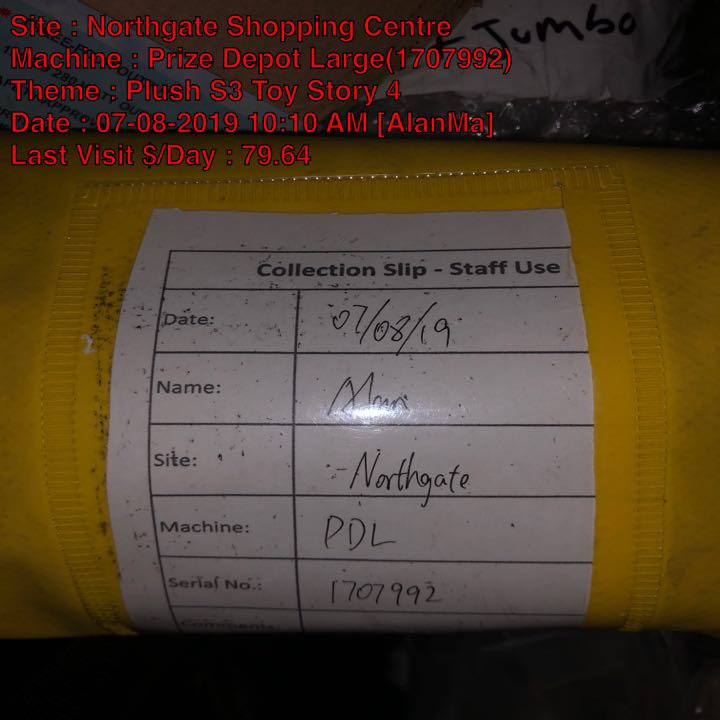 Site : Northgate Shopping Centre
Machine : Prize Depot Large(1707992)
Theme : Plush S3 Toy Story 4
Date : 07-08-2019 10:10 AM [AlanMa]
Last Visit $/Day : 79.64
Jumbo
Collection Slip - Staff Use
Date: 07/08/19
Name: Alan
Site: -Northgate
Machine: PDL
Serial No.: 1707992
Comments